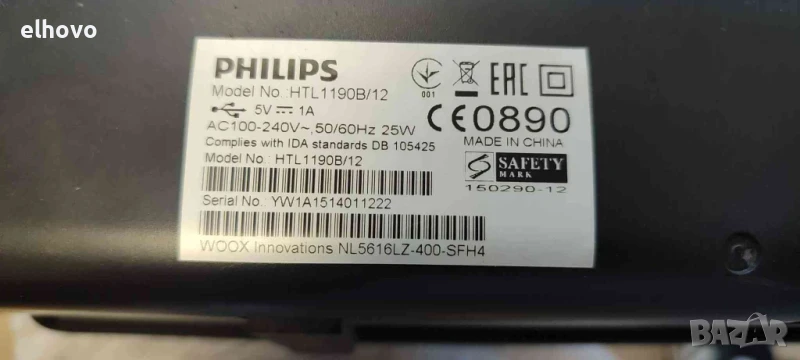 elhovo
PHILIPS
Model No.:HTL1190B/12
5V⎓1A
AC100-240V~,50/60Hz 25W
Complies with IDA standards DB 105425
Model No : HTL1190B/12
Serial No. YW1A1514011222
WOOX Innovations NL5616LZ-400-SFH4
001
EAC
CE0890
MADE IN CHINA
S SAFETY
MARK
150290-12
BAZAR